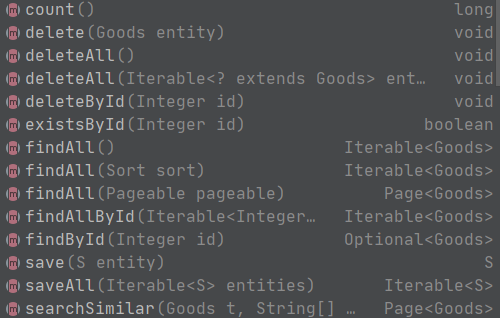 count() long
delete(Goods entity) void
deleteAll() void
deleteAll(Iterable<? extends Goods> ent… void
deleteById(Integer id) void
existsById(Integer id) boolean
findAll() Iterable<Goods>
findAll(Sort sort) Iterable<Goods>
findAll(Pageable pageable) Page<Goods>
findAllById(Iterable<Integer… Iterable<Goods>
findById(Integer id) Optional<Goods>
save(S entity) S
saveAll(Iterable<S> entities) Iterable<S>
searchSimilar(Goods t, String[] … Page<Goods>